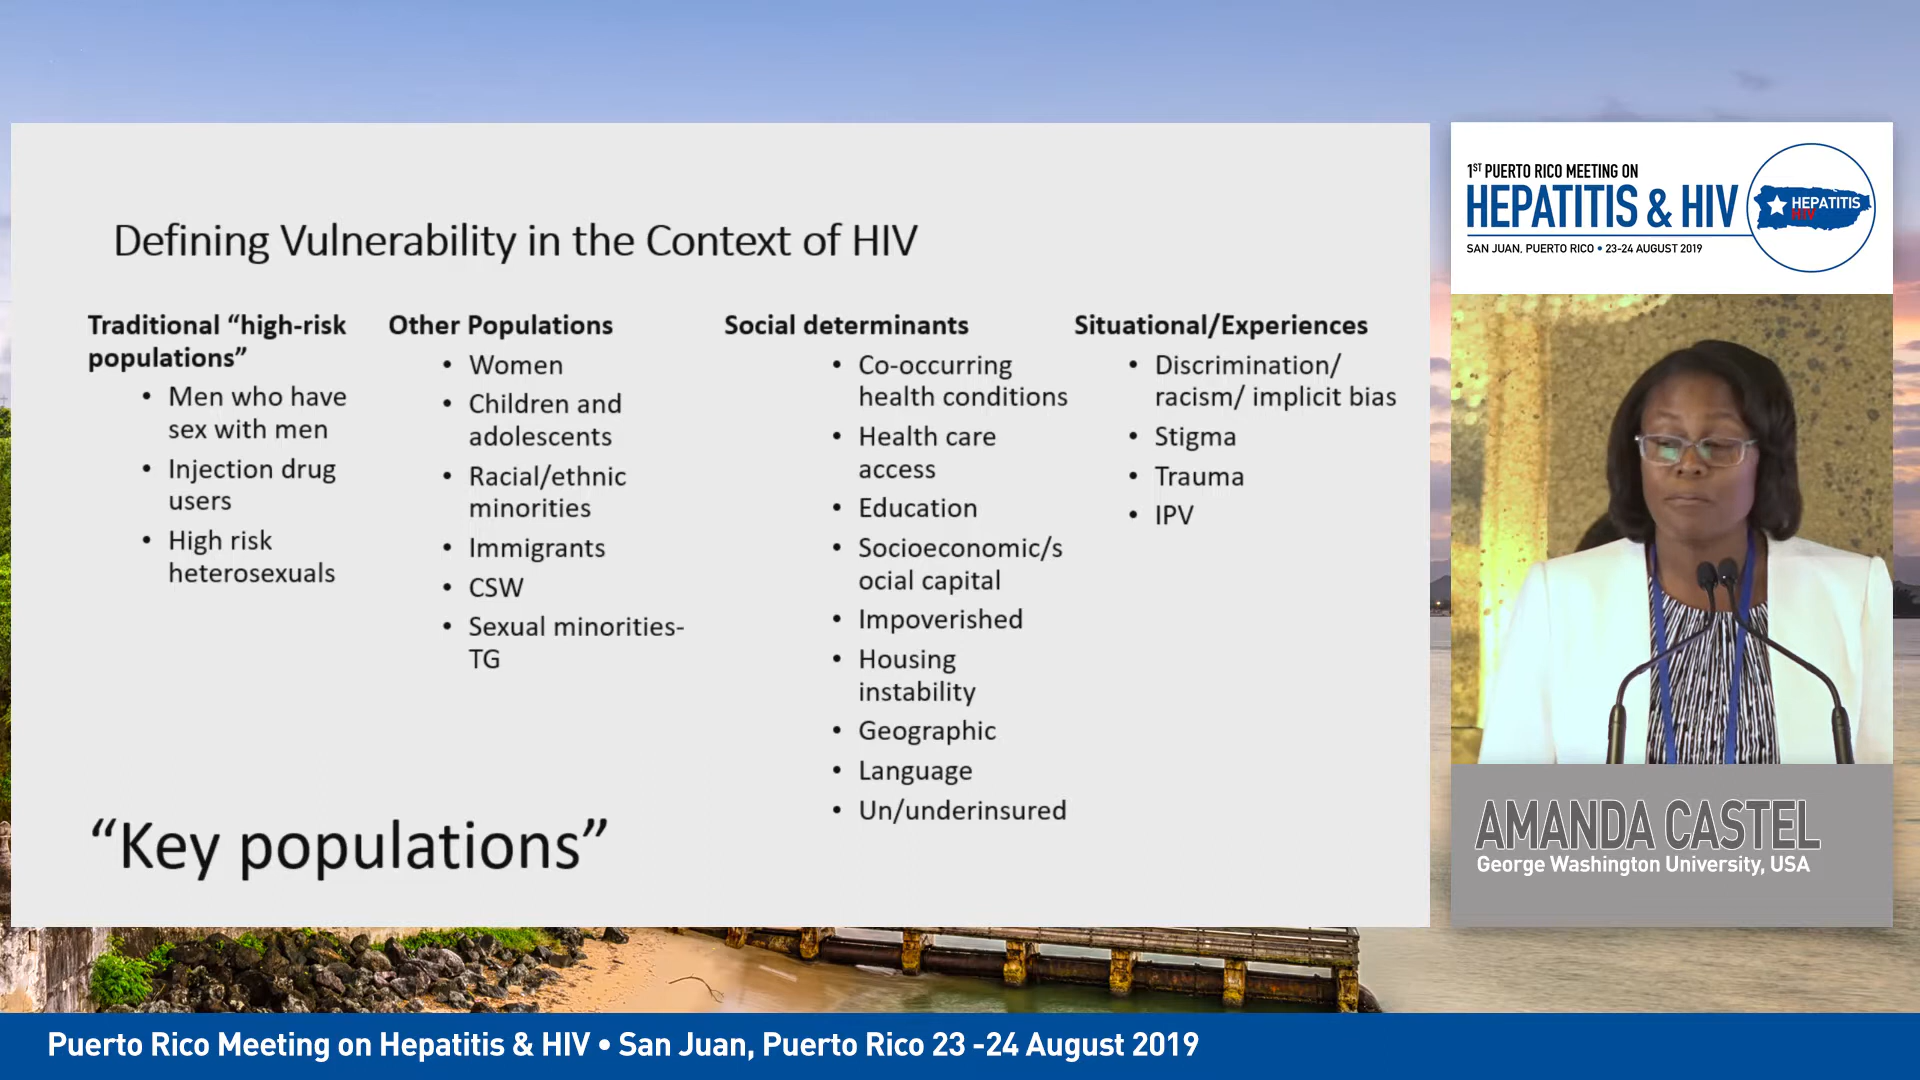 Defining Vulnerability in the Context of HIV
Traditional “high-risk
populations”
• Men who have
sex with men
• Injection drug
users
• High risk
heterosexuals
Other Populations
• Women
• Children and
adolescents
• Racial/ethnic
minorities
• Immigrants
• CSW
• Sexual minorities-
TG
Social determinants
• Co-occurring
health conditions
• Health care
access
• Education
• Socioeconomic/s
ocial capital
• Impoverished
• Housing
instability
• Geographic
• Language
• Un/underinsured
Situational/Experiences
• Discrimination/
racism/ implicit bias
• Stigma
• Trauma
• IPV
“Key populations”
1ST PUERTO RICO MEETING ON
HEPATITIS & HIV
SAN JUAN, PUERTO RICO • 23-24 AUGUST 2019
HEPATITIS
HIV
AMANDA CASTEL
George Washington University, USA
Puerto Rico Meeting on Hepatitis & HIV • San Juan, Puerto Rico 23 -24 August 2019